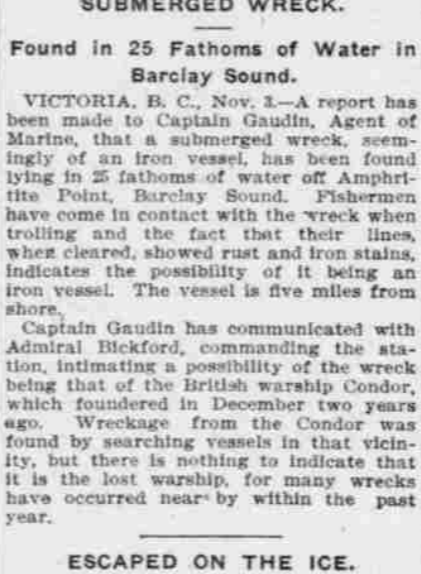 SUBMERGED WRECK.
Found in 25 Fathoms of Water in
Barclay Sound.
VICTORIA, B. C., Nov. 3.—A report has
been made to Captain Gaudin, Agent of
Marine, that a submerged wreck, seem-
ingly of an iron vessel, has been found
lying in 25 fathoms of water off Amphri-
tite Point, Barclay Sound. Fishermen
have come in contact with the wreck when
trolling and the fact that their lines,
when cleared, showed rust and iron stains,
indicates the possibility of it being an
iron vessel. The vessel is five miles from
shore.
Captain Gaudin has communicated with
Admiral Bickford, commanding the sta-
tion, intimating a possibility of the wreck
being that of the British warship Condor,
which foundered in December two years
ago. Wreckage from the Condor was
found by searching vessels in that vicin-
ity, but there is nothing to indicate that
it is the lost warship, for many wrecks
have occurred near by within the past
year.
ESCAPED ON THE ICE.